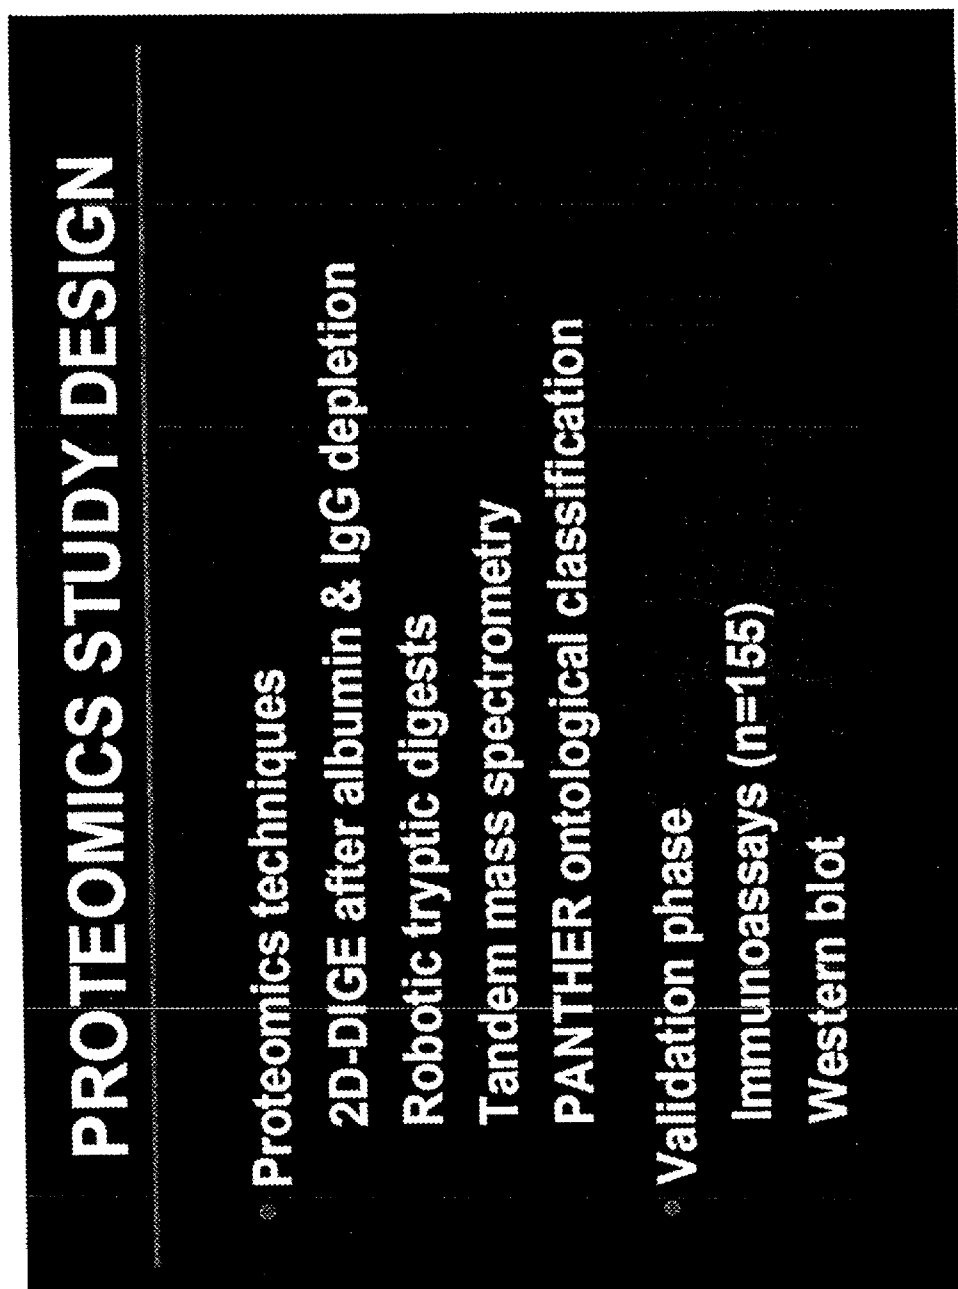 PROTEOMICS STUDY DESIGN
Proteomics techniques
2D-DIGE after albumin & IgG depletion
Robotic tryptic digests
Tandem mass spectrometry
PANTHER ontological classification
Validation phase
Immunoassays (n=155)
Western blot